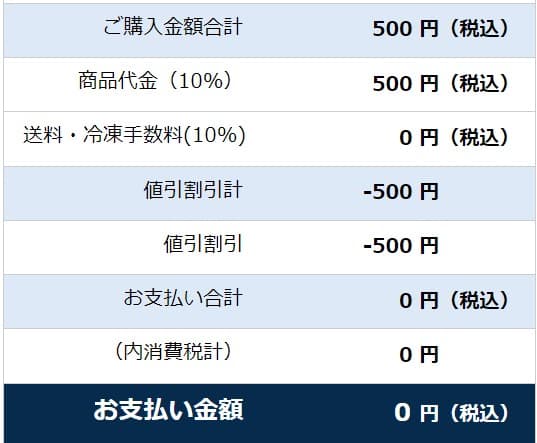 ご購入金額合計 500 円（税込）
商品代金（10%） 500 円（税込）
送料・冷凍手数料(10%) 0 円（税込）
値引割引計 -500 円
値引割引 -500 円
お支払い合計 0 円（税込）
（内消費税計） 0 円
お支払い金額 0 円（税込）